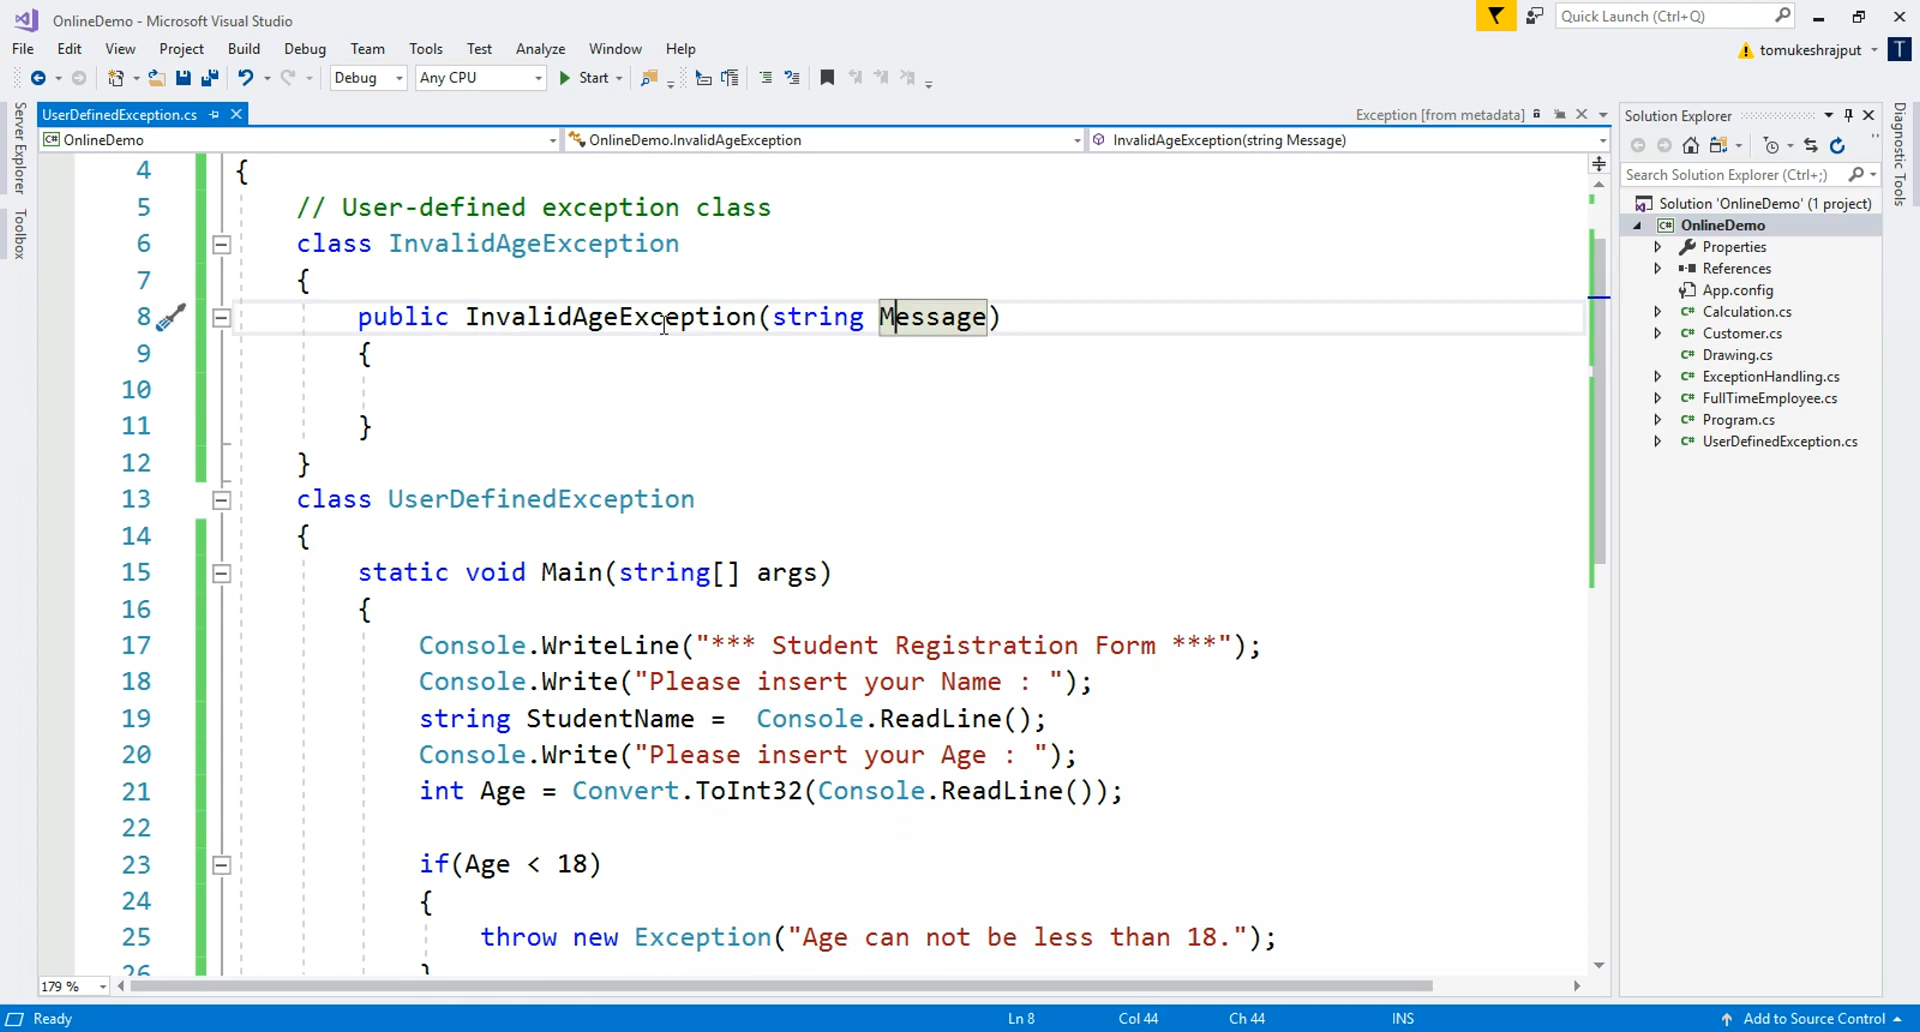 OnlineDemo - Microsoft Visual Studio
Quick Launch (Ctrl+Q)
File Edit View Project Build Debug Team Tools Test Analyze Window Help
tomukeshrajput T
Debug Any CPU Start
Server Explorer
Toolbox
UserDefinedException.cs
Exception [from metadata]
C# OnlineDemo
OnlineDemo.InvalidAgeException
InvalidAgeException(string Message)
4 {
5 // User-defined exception class
6 class InvalidAgeException
7 {
8 public InvalidAgeException(string Message)
9 {
10
11 }
12 }
13 class UserDefinedException
14 {
15 static void Main(string[] args)
16 {
17 Console.WriteLine("*** Student Registration Form ***");
18 Console.Write("Please insert your Name : ");
19 string StudentName =  Console.ReadLine();
20 Console.Write("Please insert your Age : ");
21 int Age = Convert.ToInt32(Console.ReadLine());
22
23 if(Age < 18)
24 {
25 throw new Exception("Age can not be less than 18.");
26 }
179 %
Solution Explorer
Search Solution Explorer (Ctrl+;)
Solution 'OnlineDemo' (1 project)
C# OnlineDemo
Properties
References
App.config
C# Calculation.cs
C# Customer.cs
C# Drawing.cs
C# ExceptionHandling.cs
C# FullTimeEmployee.cs
C# Program.cs
C# UserDefinedException.cs
Diagnostic Tools
Ready Ln 8 Col 44 Ch 44 INS Add to Source Control